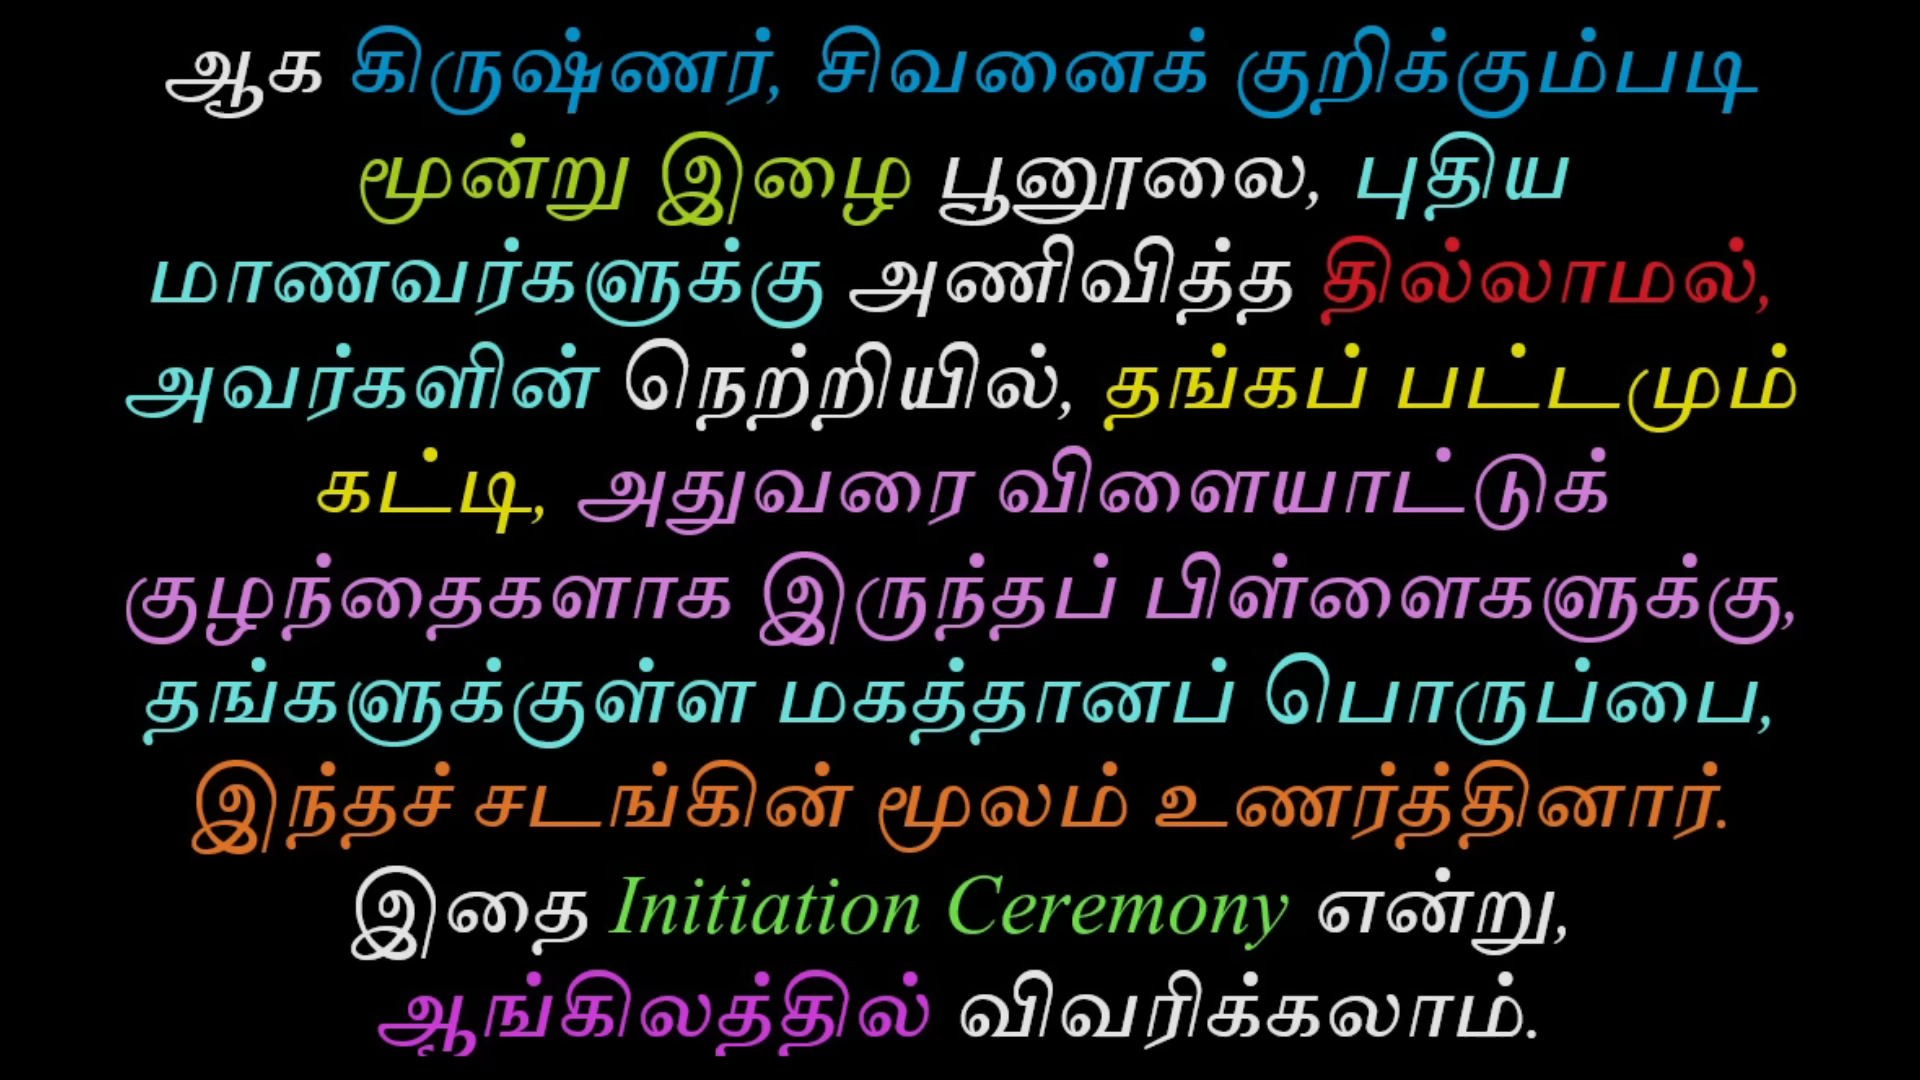 ஆக கிருஷ்ணர், சிவனைக் குறிக்கும்படி
மூன்று இழை பூனூலை, புதிய
மாணவர்களுக்கு அணிவித்த தில்லாமல்,
அவர்களின் நெற்றியில், தங்கப் பட்டமும்
கட்டி, அதுவரை விளையாட்டுக்
குழந்தைகளாக இருந்தப் பிள்ளைகளுக்கு,
தங்களுக்குள்ள மகத்தானப் பொருப்பை,
இந்தச் சடங்கின் மூலம் உணர்த்தினார்.
இதை Initiation Ceremony என்று,
ஆங்கிலத்தில் விவரிக்கலாம்.